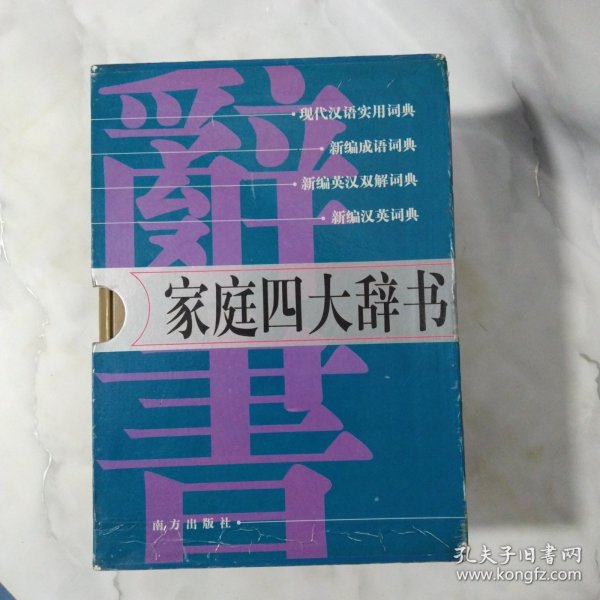 辭書
现代汉语实用词典
新编成语词典
新编英汉双解词典
新编汉英词典
家庭四大辞书
南方出版社
孔夫子旧书网
www.kongfz.com